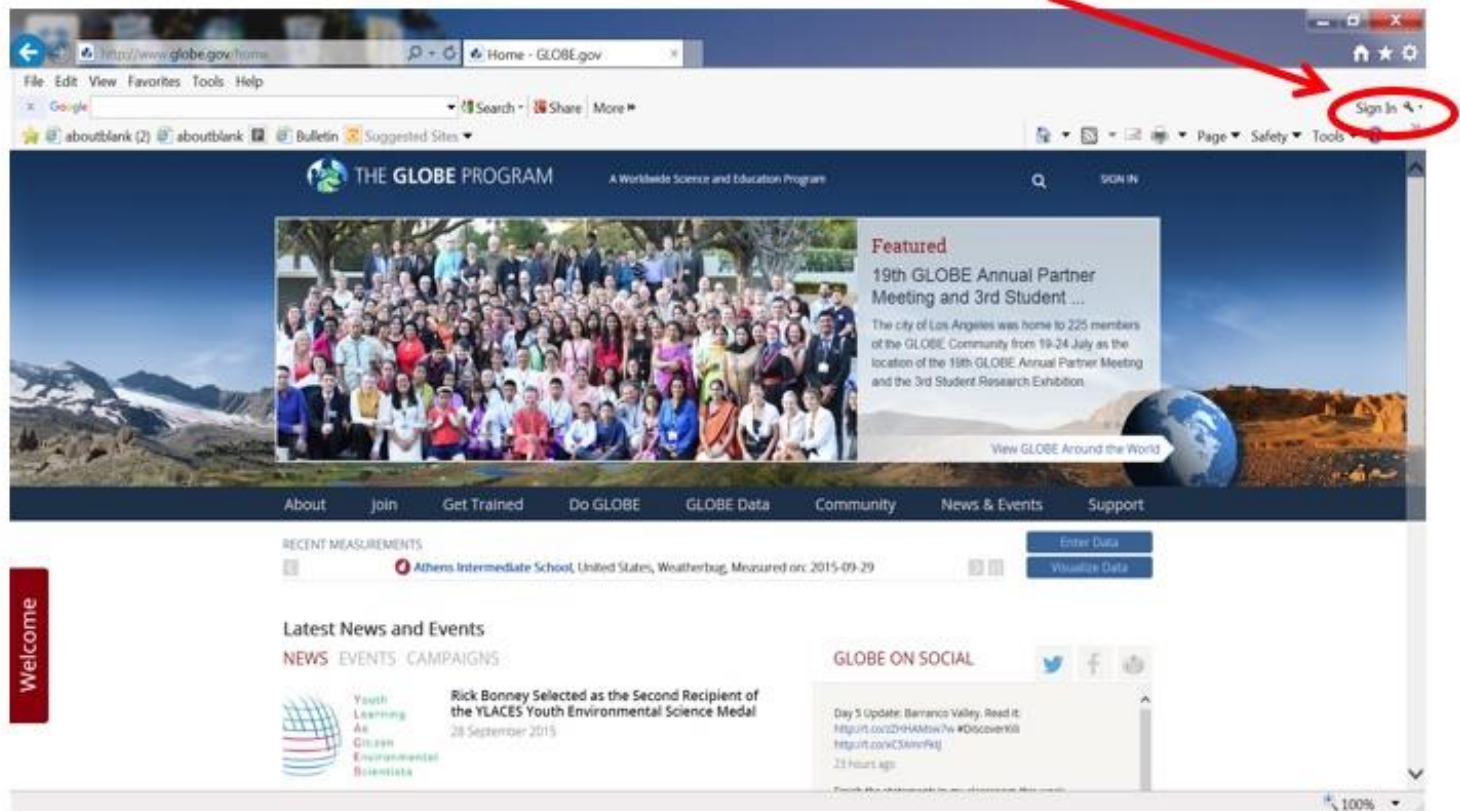 http://www.globe.gov/home
Home - GLOBE.gov
File Edit View Favorites Tools Help
x Google
Search Share More
Sign In
aboutblank (2) aboutblank Bulletin Suggested Sites
Page Safety Tools
THE GLOBE PROGRAM
A Worldwide Science and Education Program
SIGN IN
Featured
19th GLOBE Annual Partner
Meeting and 3rd Student ...
The city of Los Angeles was home to 225 members
of the GLOBE Community from 19-24 July as the
location of the 19th GLOBE Annual Partner Meeting
and the 3rd Student Research Exhibition
View GLOBE Around the World
About Join Get Trained Do GLOBE GLOBE Data Community News & Events Support
RECENT MEASUREMENTS
Athens Intermediate School, United States, Weatherbug, Measured on: 2015-09-29
Enter Data
Visualize Data
Welcome
Latest News and Events
NEWS EVENTS CAMPAIGNS
Youth
Learning
As
Citizen
Environmental
Scientists
Rick Bonney Selected as the Second Recipient of
the YLACES Youth Environmental Science Medal
28 September 2015
GLOBE ON SOCIAL
Day 5 Update: Barranco Valley. Read it:
#DiscoverKili
23 hours ago
100%